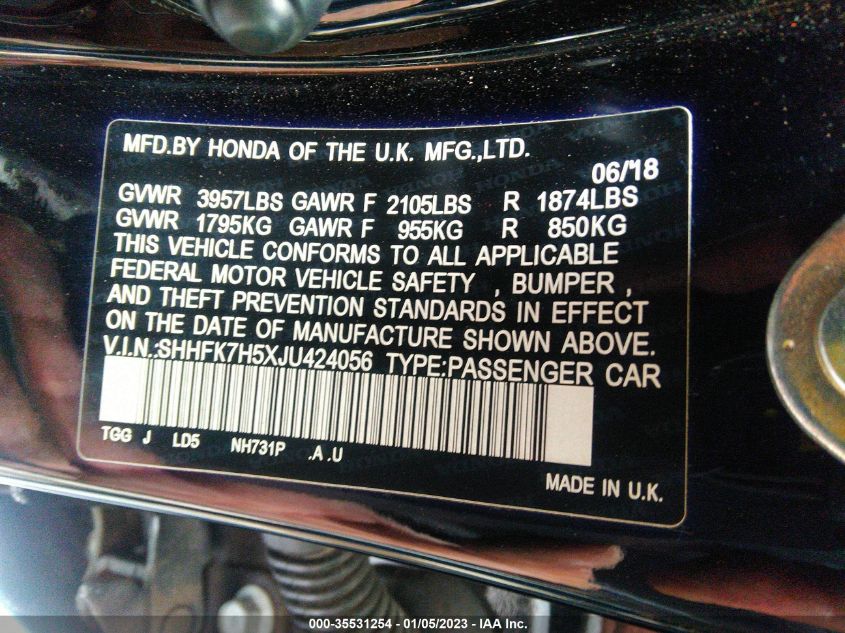 MFD.BY HONDA OF THE U.K. MFG.,LTD.
06/'18
GVWR 3957LBS GAWR F 2105LBS R 1874LBS
GVWR 1795KG GAWR F 955KG R 850KG
THIS VEHICLE CONFORMS TO ALL APPLICABLE
FEDERAL MOTOR VEHICLE SAFETY , BUMPER ,
AND THEFT PREVENTION STANDARDS IN EFFECT
ON THE DATE OF MANUFACTURE SHOWN ABOVE.
V.I.N.:SHHFK7H5XJU424056 TYPE:PASSENGER CAR
TGG J LD5 NH731P .A .U
MADE IN U.K.
000-35531254 | 01/05/2023 - IAA Inc.